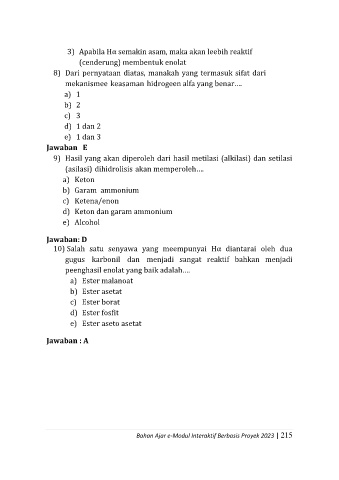 3) Apabila Hα semakin asam, maka akan leebih reaktif
(cenderung) membentuk enolat
8) Dari pernyataan diatas, manakah yang termasuk sifat dari
mekanismee keasaman hidrogeen alfa yang benar....
a) 1
b) 2
c) 3
d) 1 dan 2
e) 1 dan 3
Jawaban E
9) Hasil yang akan diperoleh dari hasil metilasi (alkilasi) dan setilasi
(asilasi) dihidrolisis akan memperoleh....
a) Keton
b) Garam ammonium
c) Ketena/enon
d) Keton dan garam ammonium
e) Alcohol
Jawaban: D
10) Salah satu senyawa yang meempunyai Hα diantarai oleh dua
gugus karbonil dan menjadi sangat reaktif bahkan menjadi
peenghasil enolat yang baik adalah....
a) Ester malanoat
b) Ester asetat
c) Ester borat
d) Ester fosfit
e) Ester aseto asetat
Jawaban : A
Bahan Ajar e-Modul Interaktif Berbasis Proyek 2023 | 215